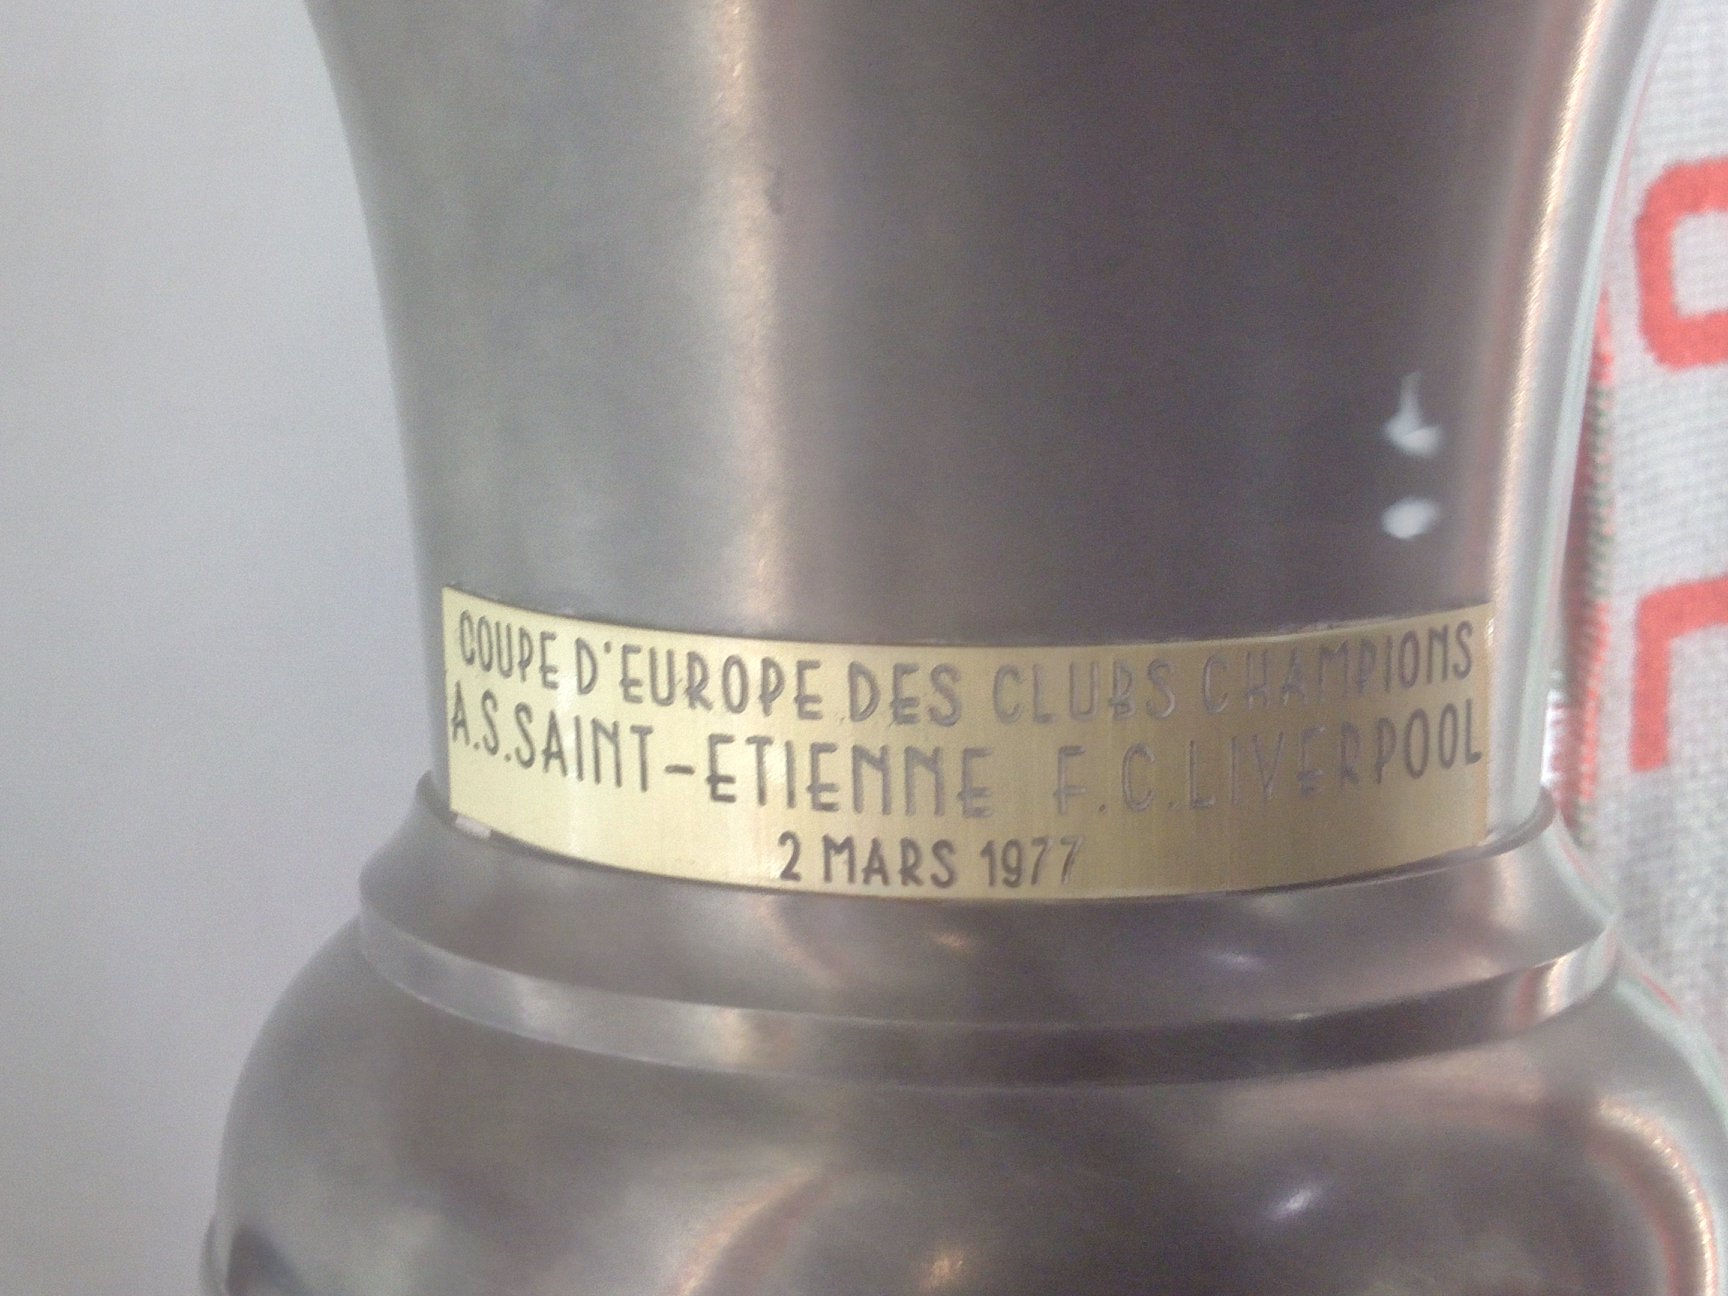 COUPE D'EUROPE DES CLUBS CHAMPIONS
A.S.SAINT-ETIENNE F.C.LIVERPOOL
2 MARS 1977